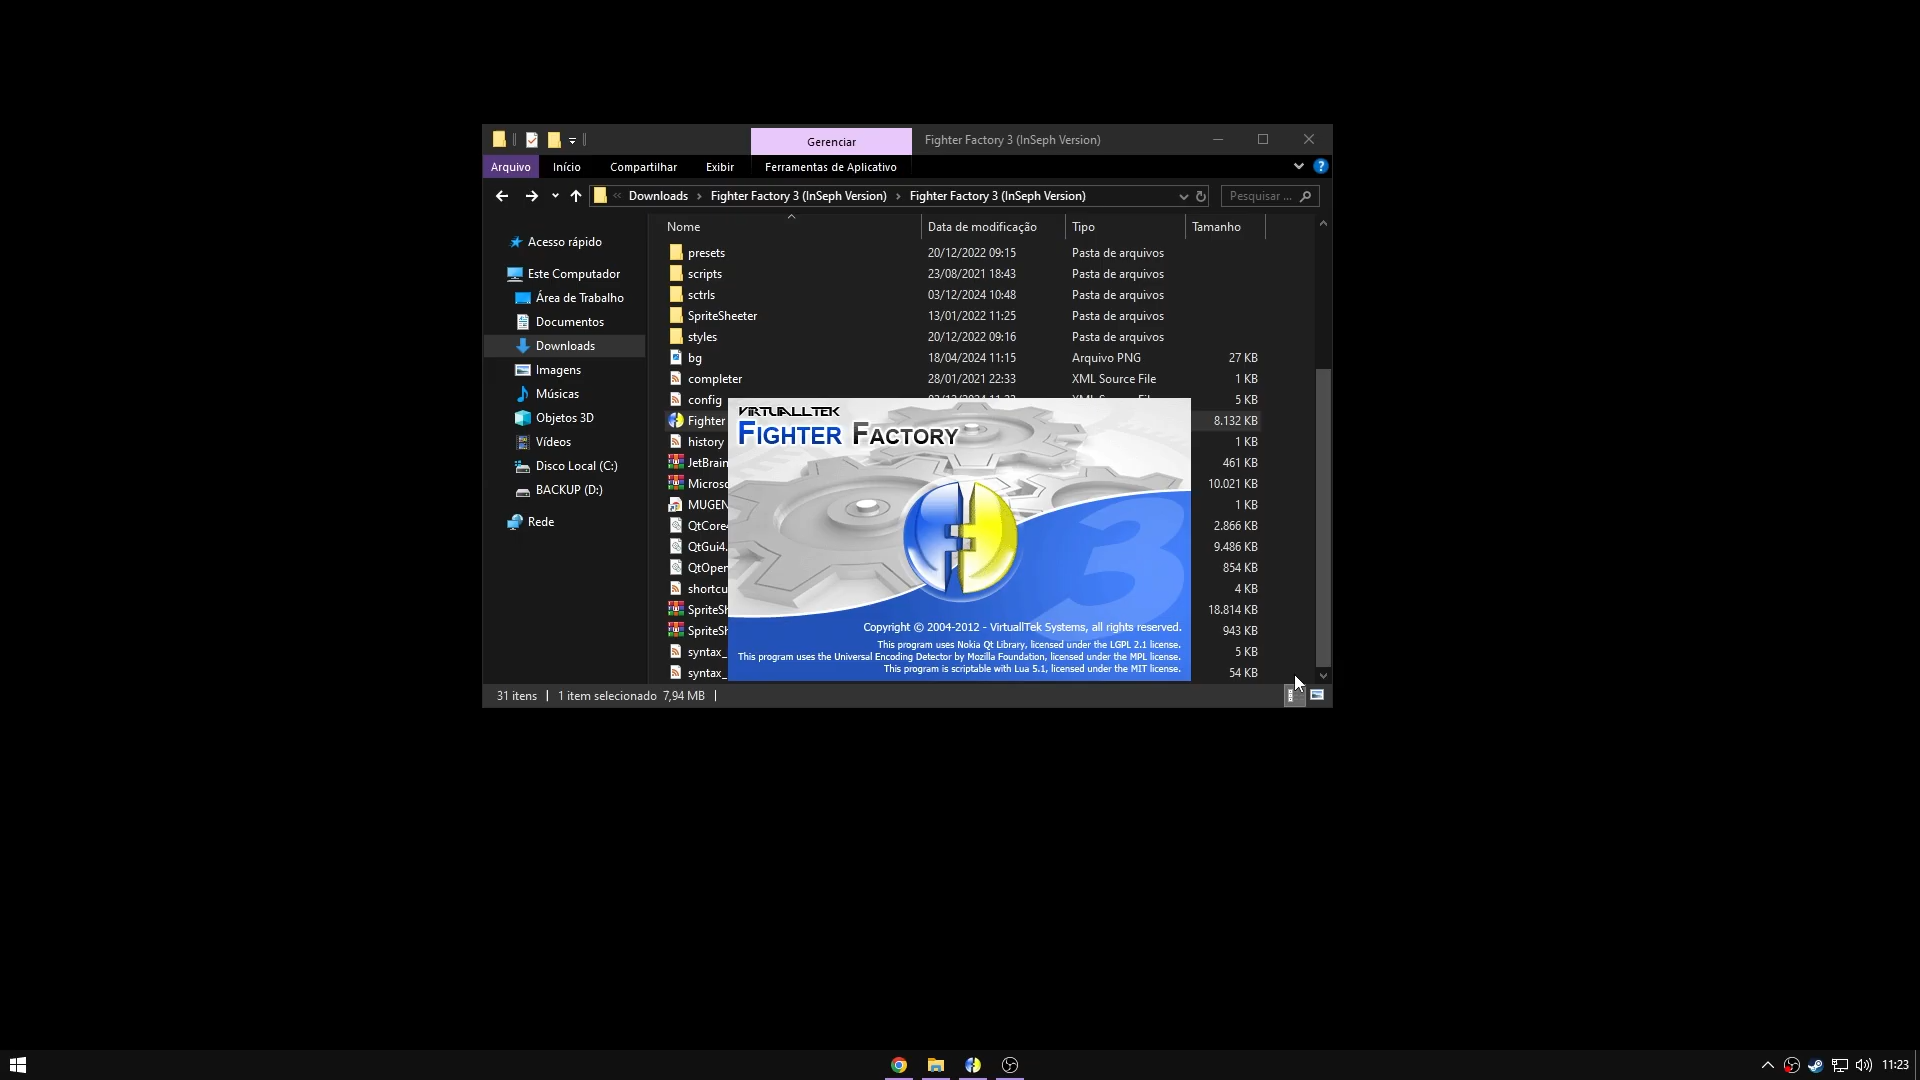 Gerenciar
Fighter Factory 3 (InSeph Version)
Arquivo
Início
Compartilhar
Exibir
Ferramentas de Aplicativo
Downloads › Fighter Factory 3 (InSeph Version) › Fighter Factory 3 (InSeph Version)
Pesquisar ...
Nome
Data de modificação
Tipo
Tamanho
Acesso rápido
Este Computador
Área de Trabalho
Documentos
Downloads
Imagens
Músicas
Objetos 3D
Vídeos
Disco Local (C:)
BACKUP (D:)
Rede
presets 20/12/2022 09:15 Pasta de arquivos
scripts 23/08/2021 18:43 Pasta de arquivos
sctrls 03/12/2024 10:48 Pasta de arquivos
SpriteSheeter 13/01/2022 11:25 Pasta de arquivos
styles 20/12/2022 09:16 Pasta de arquivos
bg 18/04/2024 11:15 Arquivo PNG 27 KB
completer 28/01/2021 22:33 XML Source File 1 KB
config 5 KB
Fighter 8.132 KB
history 1 KB
JetBrain 461 KB
Microso 10.021 KB
MUGEN 1 KB
QtCore4 2.866 KB
QtGui4. 9.486 KB
QtOpen 854 KB
shortcu 4 KB
SpriteSh 18.814 KB
SpriteSh 943 KB
syntax_ 5 KB
syntax_ 54 KB
VIRTUALLTEK
FIGHTER FACTORY
3
Copyright © 2004-2012 - VirtuallTek Systems, all rights reserved.
This program uses Nokia Qt Library, licensed under the LGPL 2.1 license.
This program uses the Universal Encoding Detector by Mozilla Foundation, licensed under the MPL license.
This program is scriptable with Lua 5.1, licensed under the MIT license.
31 itens | 1 item selecionado 7,94 MB |
11:23